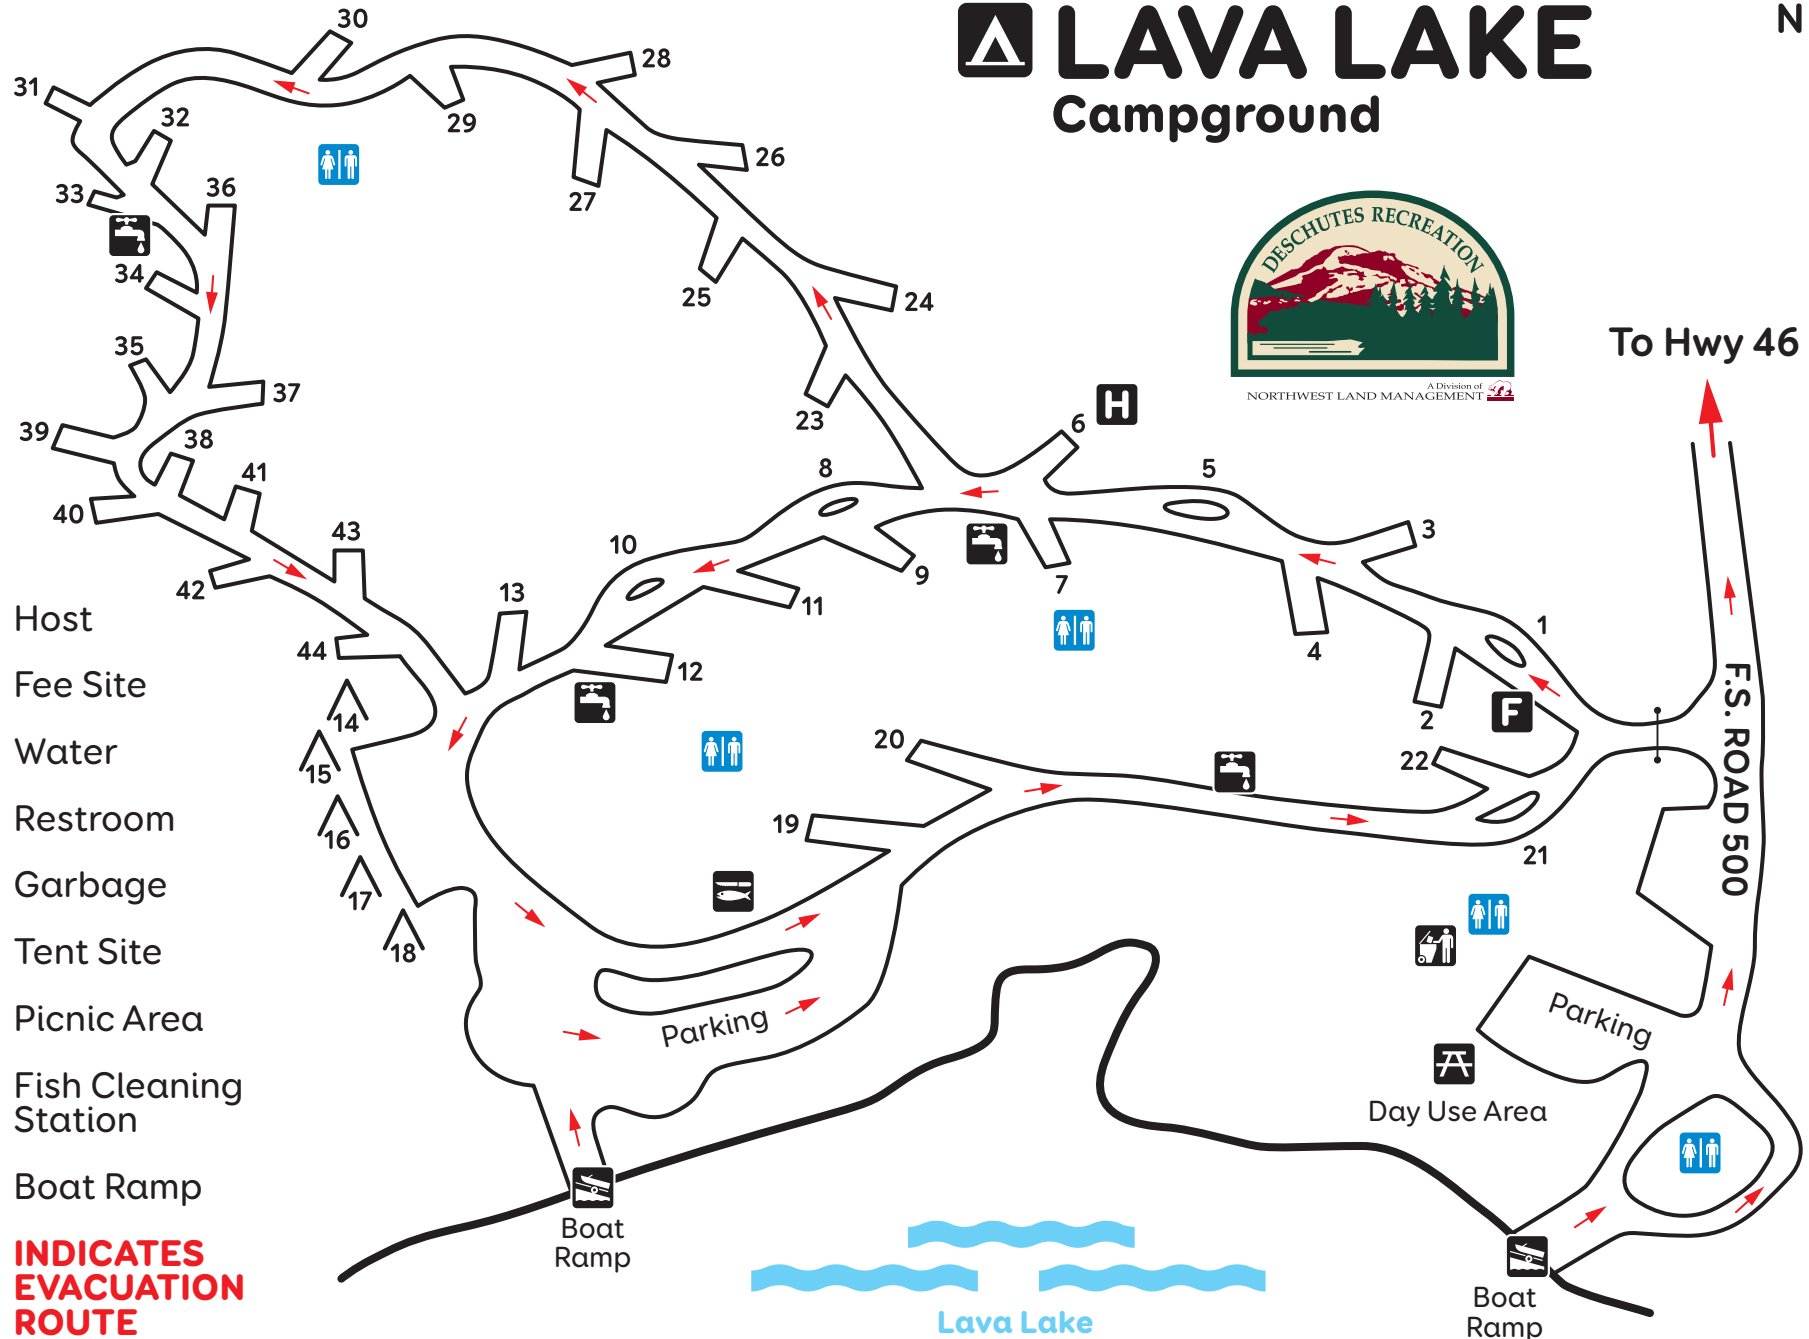 LAVA LAKE
Campground
N
30
28
31
32
29
26
33
36
27
34
25
24
35
37
23
39
38
41
40
43
42
44
8
6
H
5
3
10
9
7
11
13
12
4
1
2
F
22
20
19
21
14
15
16
17
18
DESCHUTES RECREATION
A Division of
NORTHWEST LAND MANAGEMENT
To Hwy 46
F.S. ROAD 500
Host
Fee Site
Water
Restroom
Garbage
Tent Site
Picnic Area
Fish Cleaning
Station
Boat Ramp
INDICATES
EVACUATION
ROUTE
Parking
Parking
Day Use Area
Boat
Ramp
Boat
Ramp
Lava Lake